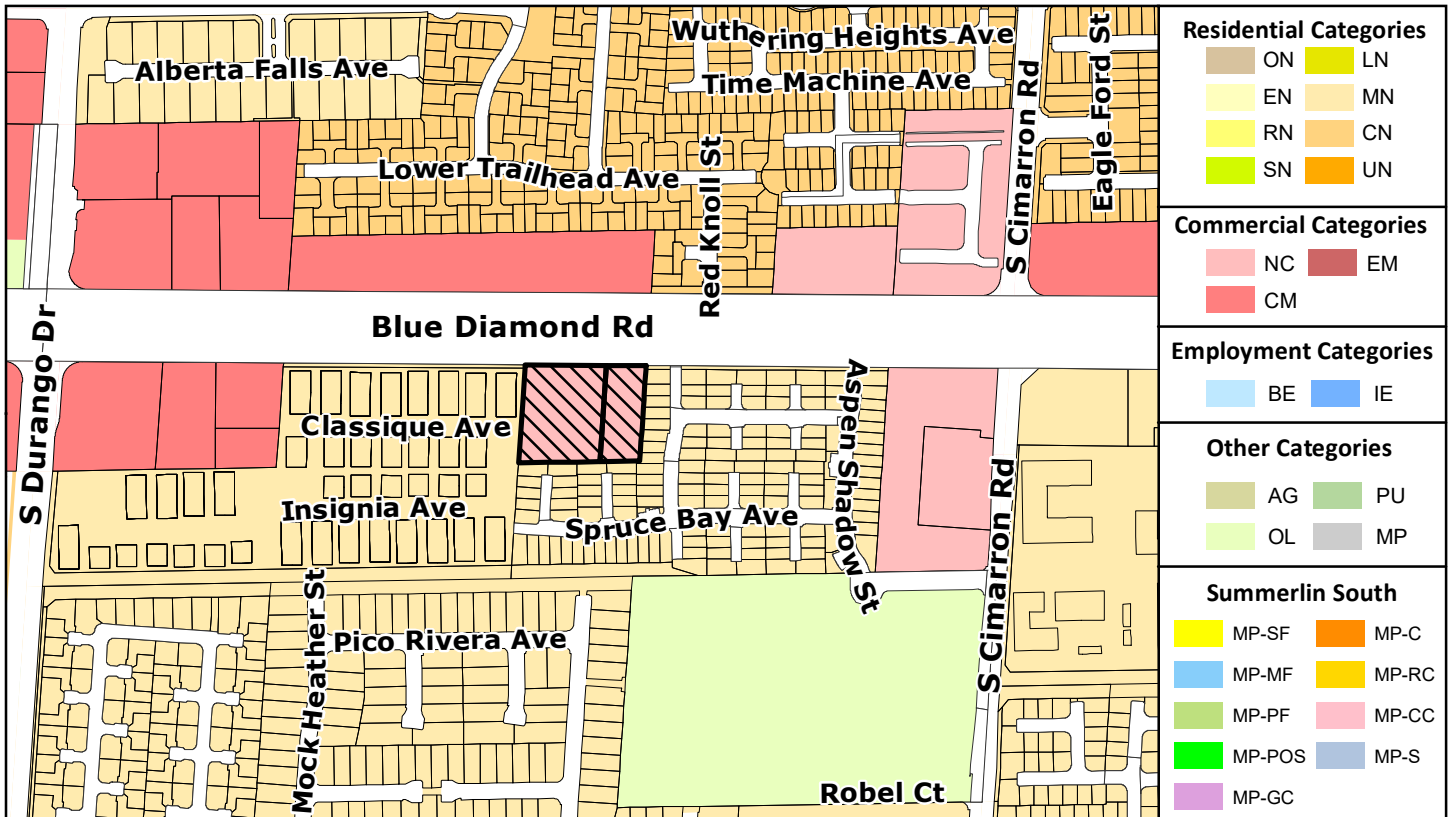 Wuthering Heights Ave
Alberta Falls Ave
Time Machine Ave
Eagle Ford St
S Cimarron Rd
Lower Trailhead Ave
Red Knoll St
Blue Diamond Rd
S Durango Dr
Classique Ave
Aspen Shadow St
Insignia Ave
Spruce Bay Ave
S Cimarron Rd
Mock Heather St
Pico Rivera Ave
Robel Ct
Residential Categories
ON LN
EN MN
RN CN
SN UN
Commercial Categories
NC EM
CM
Employment Categories
BE IE
Other Categories
AG PU
OL MP
Summerlin South
MP-SF MP-C
MP-MF MP-RC
MP-PF MP-CC
MP-POS MP-S
MP-GC